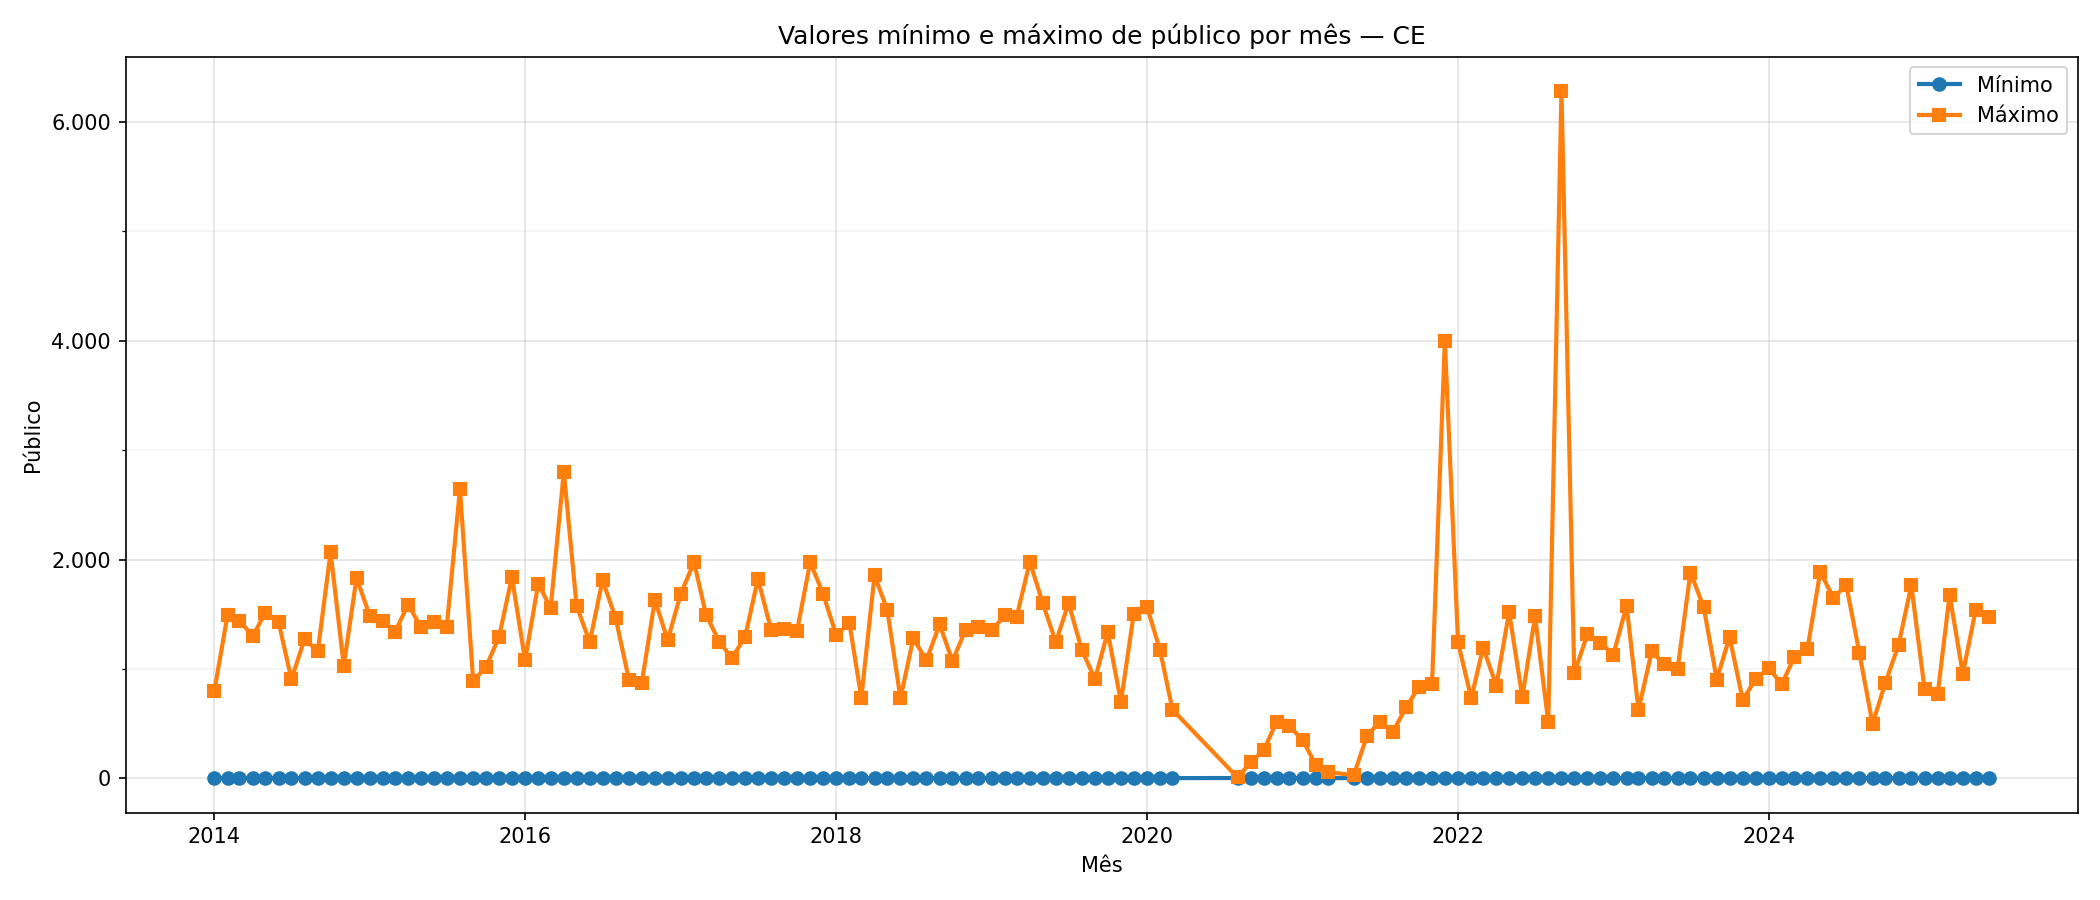 Valores mínimo e máximo de público por mês — CE
Mínimo
Máximo
6.000
4.000
2.000
0
Público
2014 2016 2018 2020 2022 2024
Mês